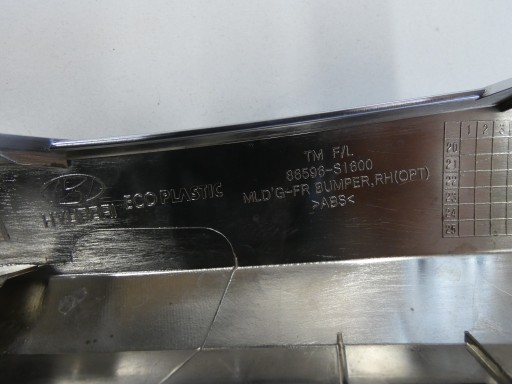 TM F/L
86596-S1600
HYUNDAI ECO PLASTIC
MLD'G-FR BUMPER,RH(OPT)
>ABS<
1 2 3
20
21
22
23
24
25